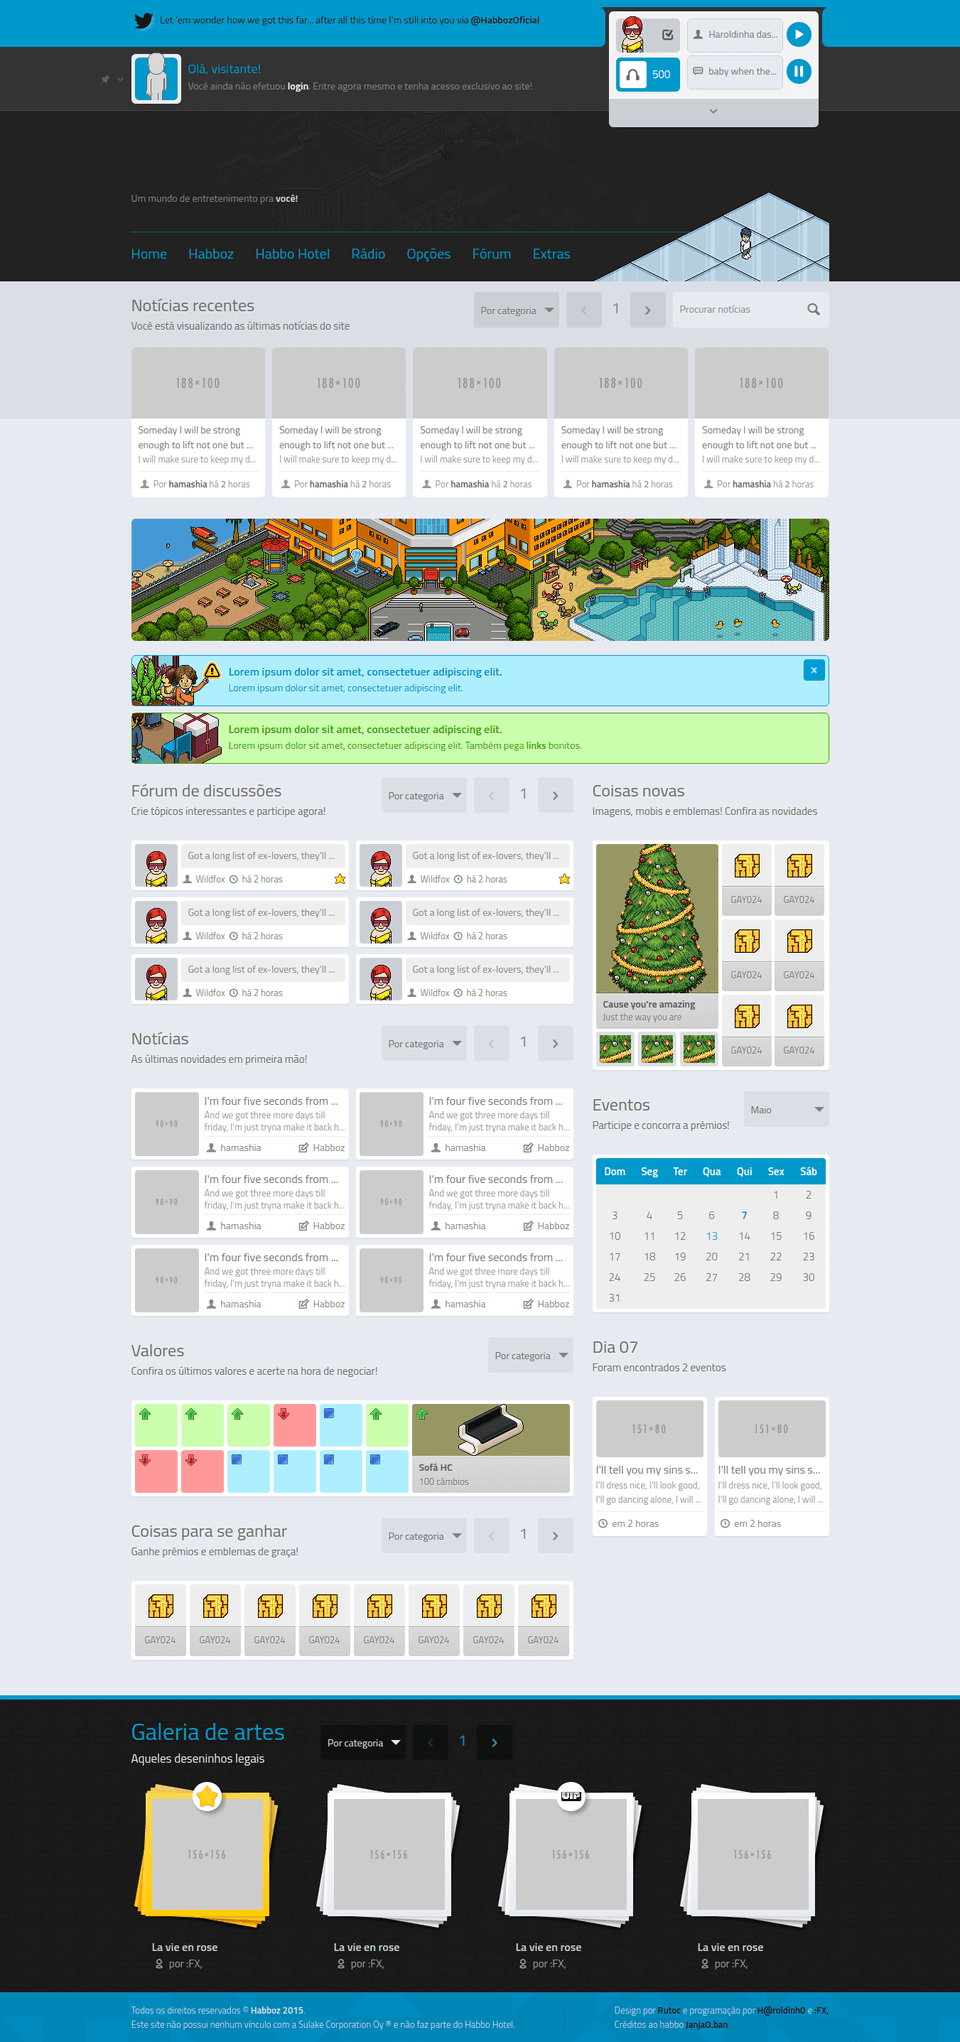 Let 'em wonder how we got this far... after all this time I'm still into you via @HabbozOficial
Haroldinha das...
500
baby when the...
Olá, visitante!
Você ainda não efetuou login. Entre agora mesmo e tenha acesso exclusivo ao site!
Um mundo de entretenimento pra você!
Home Habboz Habbo Hotel Rádio Opções Fórum Extras
Notícias recentes
Você está visualizando as últimas notícias do site
Por categoria
1
Procurar notícias
188×100 188×100 188×100 188×100 188×100
Someday I will be strong Someday I will be strong Someday I will be strong Someday I will be strong Someday I will be strong
enough to lift not one but ... enough to lift not one but ... enough to lift not one but ... enough to lift not one but ... enough to lift not one but ...
I will make sure to keep my d... I will make sure to keep my d... I will make sure to keep my d... I will make sure to keep my d... I will make sure to keep my d...
Por hamashia há 2 horas Por hamashia há 2 horas Por hamashia há 2 horas Por hamashia há 2 horas Por hamashia há 2 horas
Lorem ipsum dolor sit amet, consectetuer adipiscing elit.
Lorem ipsum dolor sit amet, consectetuer adipiscing elit.
x
Lorem ipsum dolor sit amet, consectetuer adipiscing elit.
Lorem ipsum dolor sit amet, consectetuer adipiscing elit. Também pega links bonitos.
Fórum de discussões
Crie tópicos interessantes e participe agora!
Por categoria
1
Got a long list of ex-lovers, they'll ... Got a long list of ex-lovers, they'll ...
Wildfox há 2 horas Wildfox há 2 horas
Got a long list of ex-lovers, they'll ... Got a long list of ex-lovers, they'll ...
Wildfox há 2 horas Wildfox há 2 horas
Got a long list of ex-lovers, they'll ... Got a long list of ex-lovers, they'll ...
Wildfox há 2 horas Wildfox há 2 horas
Coisas novas
Imagens, mobis e emblemas! Confira as novidades
GAY024 GAY024
GAY024 GAY024
GAY024 GAY024
Cause you're amazing
Just the way you are
Notícias
As últimas novidades em primeira mão!
Por categoria
1
90×90 90×90
I'm four five seconds from ... I'm four five seconds from ...
And we got three more days till And we got three more days till
friday, I'm just tryna make it back h... friday, I'm just tryna make it back h...
hamashia Habboz hamashia Habboz
90×90 90×90
I'm four five seconds from ... I'm four five seconds from ...
And we got three more days till And we got three more days till
friday, I'm just tryna make it back h... friday, I'm just tryna make it back h...
hamashia Habboz hamashia Habboz
90×90 90×90
I'm four five seconds from ... I'm four five seconds from ...
And we got three more days till And we got three more days till
friday, I'm just tryna make it back h... friday, I'm just tryna make it back h...
hamashia Habboz hamashia Habboz
Eventos
Participe e concorra a prêmios!
Maio
Dom Seg Ter Qua Qui Sex Sáb
1 2
3 4 5 6 7 8 9
10 11 12 13 14 15 16
17 18 19 20 21 22 23
24 25 26 27 28 29 30
31
Valores
Confira os últimos valores e acerte na hora de negociar!
Por categoria
Sofá HC
100 câmbios
Dia 07
Foram encontrados 2 eventos
151×80 151×80
I'll tell you my sins s... I'll tell you my sins s...
I'll dress nice, I'll look good, I'll dress nice, I'll look good,
I'll go dancing alone, I will ... I'll go dancing alone, I will ...
em 2 horas em 2 horas
Coisas para se ganhar
Ganhe prêmios e emblemas de graça!
Por categoria
1
GAY024 GAY024 GAY024 GAY024 GAY024 GAY024 GAY024 GAY024
Galeria de artes
Aqueles deseninhos legais
Por categoria
1
156×156 156×156 156×156 156×156
La vie en rose La vie en rose La vie en rose La vie en rose
por :FX, por :FX, por :FX, por :FX,
Todos os direitos reservados © Habboz 2015.
Este site não possui nenhum vínculo com a Sulake Corporation Oy ® e não faz parte do Habbo Hotel.
Design por Rutoc e programação por H@roldinh0 e :FX,
Créditos ao habbo JanjaO.ban